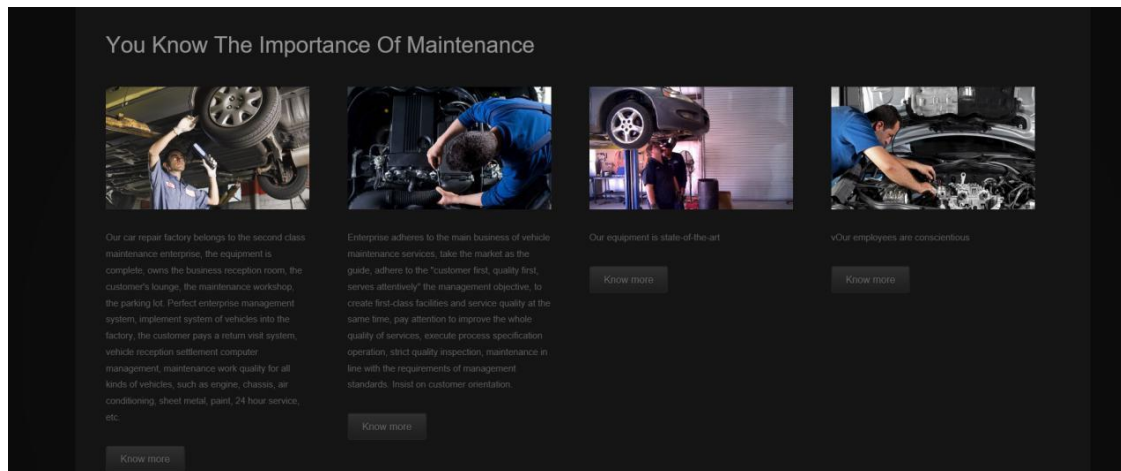 You Know The Importance Of Maintenance
Our car repair factory belongs to the second class
maintenance enterprise, the equipment is
complete, owns the business reception room, the
customer's lounge, the maintenance workshop,
the parking lot. Perfect enterprise management
system, implement system of vehicles into the
factory, the customer pays a return visit system,
vehicle reception settlement computer
management, maintenance work quality for all
kinds of vehicles, such as engine, chassis, air
conditioning, sheet metal, paint, 24 hour service,
etc.
Know more
Enterprise adheres to the main business of vehicle
maintenance services, take the market as the
guide, adhere to the "customer first, quality first,
serves attentively" the management objective, to
create first-class facilities and service quality at the
same time, pay attention to improve the whole
quality of services, execute process specification
operation, strict quality inspection, maintenance in
line with the requirements of management
standards. Insist on customer orientation.
Know more
Our equipment is state-of-the-art
Know more
vOur employees are conscientious
Know more